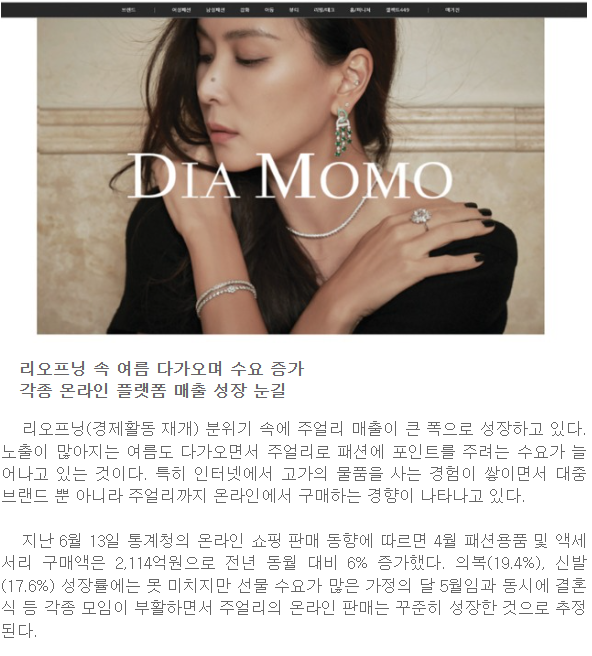 브랜드 | 여성패션 남성패션 잡화 아동 뷰티 리빙/테크 | 매거진
DIA MOMO
리오프닝 속 여름 다가오며 수요 증가
각종 온라인 플랫폼 매출 성장 눈길
리오프닝(경제활동 재개) 분위기 속에 주얼리 매출이 큰 폭으로 성장하고 있다.
노출이 많아지는 여름도 다가오면서 주얼리로 패션에 포인트를 주려는 수요가 늘
어나고 있는 것이다. 특히 인터넷에서 고가의 물품을 사는 경험이 쌓이면서 대중
브랜드 뿐 아니라 주얼리까지 온라인에서 구매하는 경향이 나타나고 있다.
지난 6월 13일 통계청의 온라인 쇼핑 판매 동향에 따르면 4월 패션용품 및 액세
서리 구매액은 2,114억원으로 전년 동월 대비 6% 증가했다. 의복(19.4%), 신발
(17.6%) 성장률에는 못 미치지만 선물 수요가 많은 가정의 달 5월임과 동시에 결혼
식 등 각종 모임이 부활하면서 주얼리의 온라인 판매는 꾸준히 성장한 것으로 추정
된다.